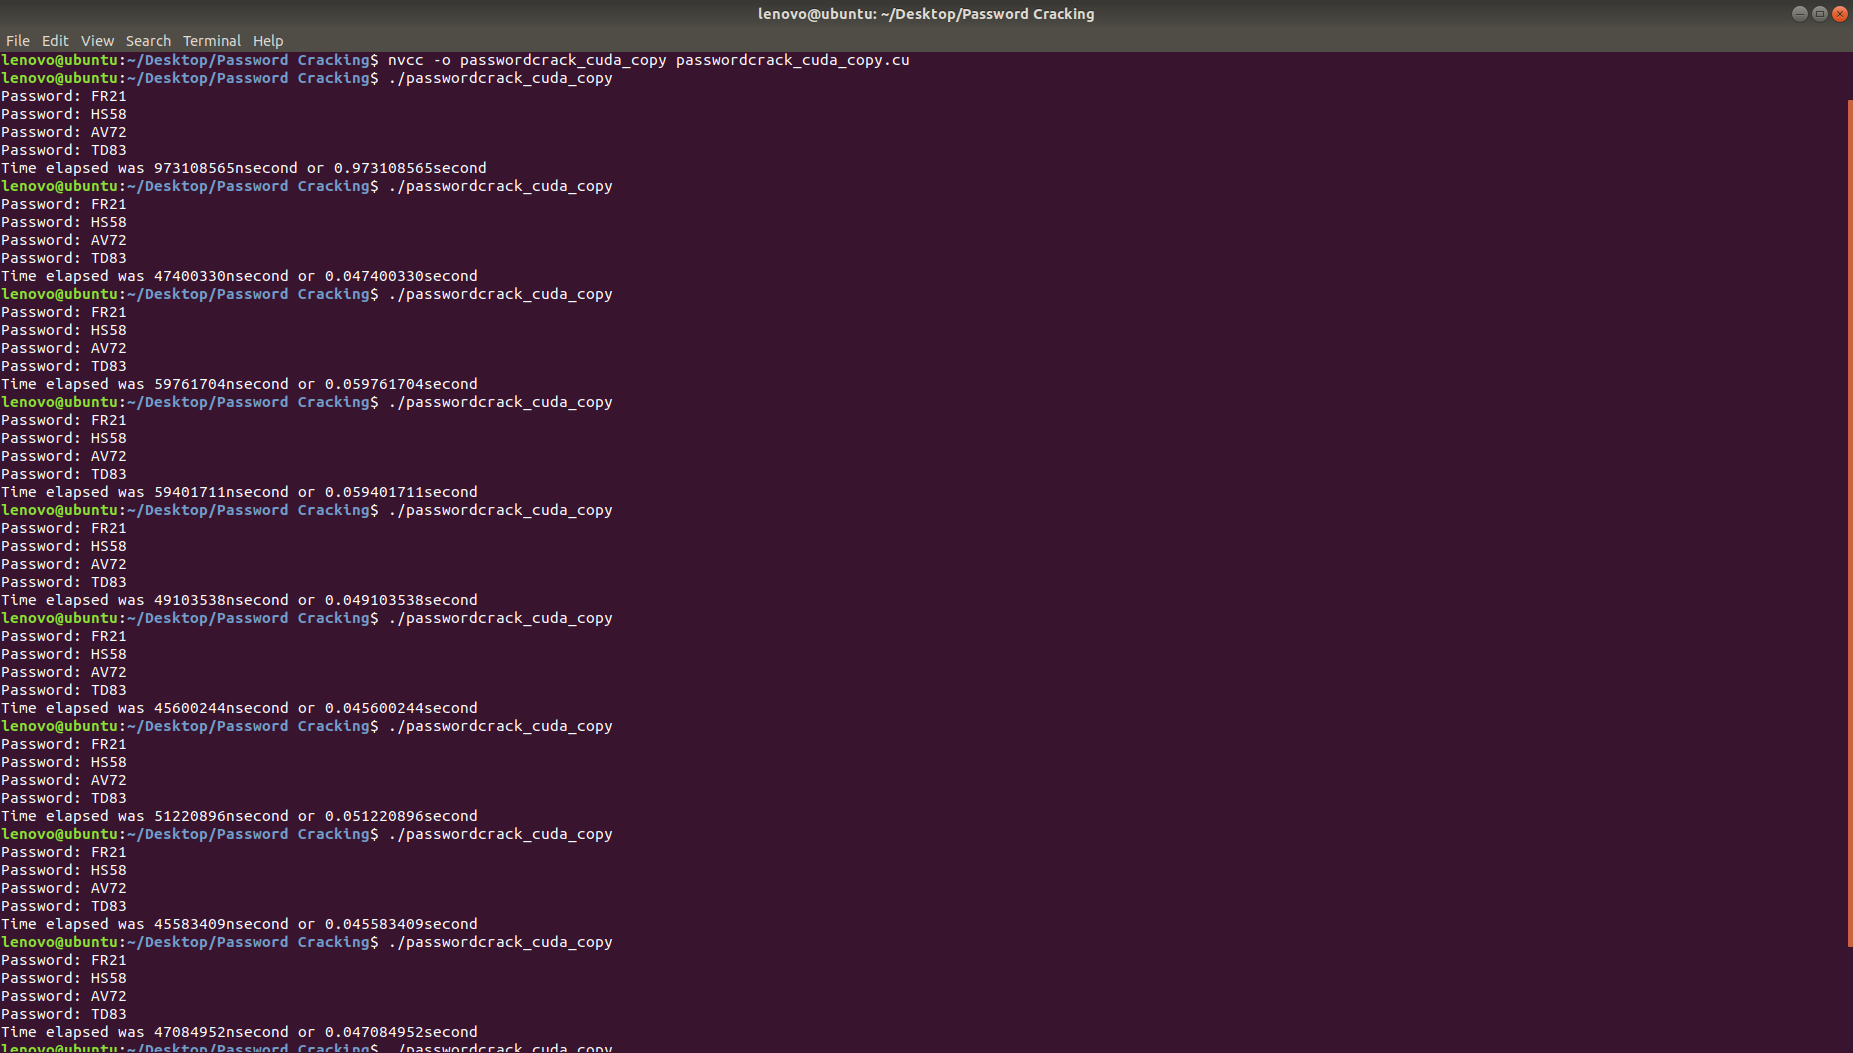 lenovo@ubuntu: ~/Desktop/Password Cracking
File Edit View Search Terminal Help
lenovo@ubuntu:~/Desktop/Password Cracking$ nvcc -o passwordcrack_cuda_copy passwordcrack_cuda_copy.cu
lenovo@ubuntu:~/Desktop/Password Cracking$ ./passwordcrack_cuda_copy
Password: FR21
Password: HS58
Password: AV72
Password: TD83
Time elapsed was 973108565nsecond or 0.973108565second
lenovo@ubuntu:~/Desktop/Password Cracking$ ./passwordcrack_cuda_copy
Password: FR21
Password: HS58
Password: AV72
Password: TD83
Time elapsed was 47400330nsecond or 0.047400330second
lenovo@ubuntu:~/Desktop/Password Cracking$ ./passwordcrack_cuda_copy
Password: FR21
Password: HS58
Password: AV72
Password: TD83
Time elapsed was 59761704nsecond or 0.059761704second
lenovo@ubuntu:~/Desktop/Password Cracking$ ./passwordcrack_cuda_copy
Password: FR21
Password: HS58
Password: AV72
Password: TD83
Time elapsed was 59401711nsecond or 0.059401711second
lenovo@ubuntu:~/Desktop/Password Cracking$ ./passwordcrack_cuda_copy
Password: FR21
Password: HS58
Password: AV72
Password: TD83
Time elapsed was 49103538nsecond or 0.049103538second
lenovo@ubuntu:~/Desktop/Password Cracking$ ./passwordcrack_cuda_copy
Password: FR21
Password: HS58
Password: AV72
Password: TD83
Time elapsed was 45600244nsecond or 0.045600244second
lenovo@ubuntu:~/Desktop/Password Cracking$ ./passwordcrack_cuda_copy
Password: FR21
Password: HS58
Password: AV72
Password: TD83
Time elapsed was 51220896nsecond or 0.051220896second
lenovo@ubuntu:~/Desktop/Password Cracking$ ./passwordcrack_cuda_copy
Password: FR21
Password: HS58
Password: AV72
Password: TD83
Time elapsed was 45583409nsecond or 0.045583409second
lenovo@ubuntu:~/Desktop/Password Cracking$ ./passwordcrack_cuda_copy
Password: FR21
Password: HS58
Password: AV72
Password: TD83
Time elapsed was 47084952nsecond or 0.047084952second
lenovo@ubuntu:~/Desktop/Password Cracking$ ./passwordcrack_cuda_copy